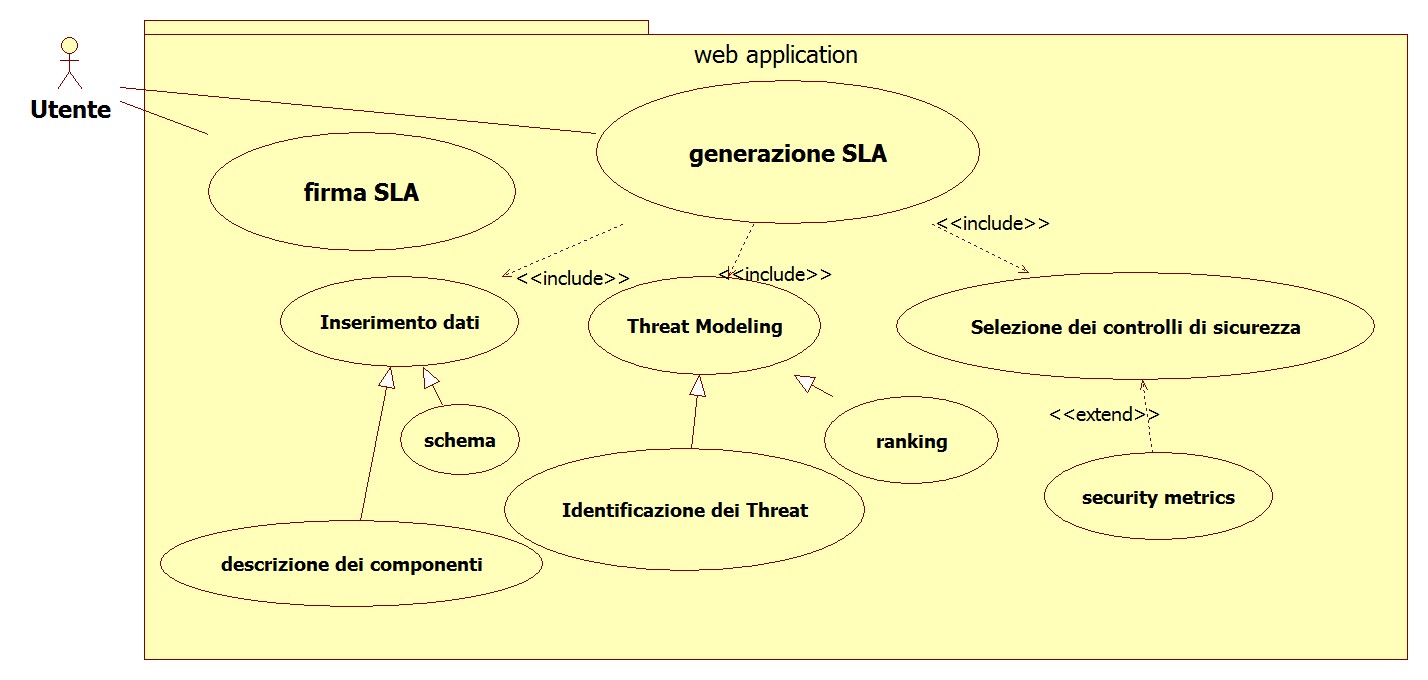 web application
Utente
generazione SLA
firma SLA
<<include>>
<<include>>
<<include>>
Inserimento dati
Threat Modeling
Selezione dei controlli di sicurezza
<<extend>>
schema
ranking
security metrics
Identificazione dei Threat
descrizione dei componenti